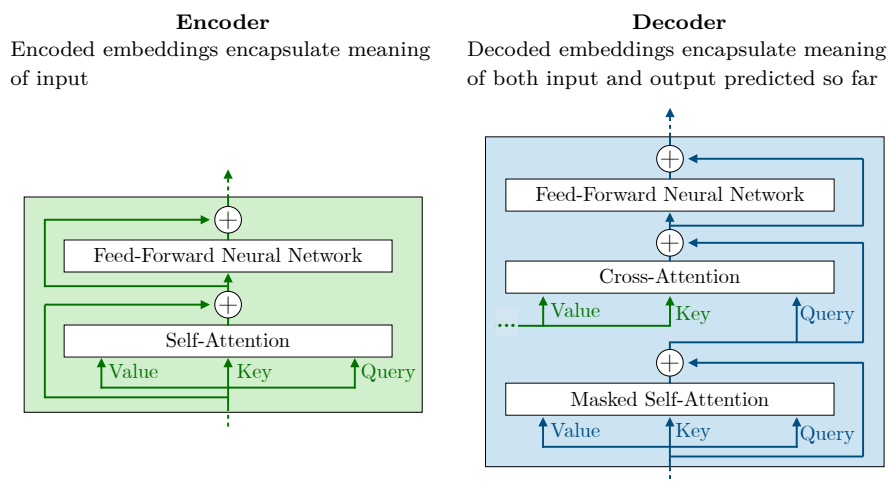 Encoder
Encoded embeddings encapsulate meaning
of input
Feed-Forward Neural Network
Self-Attention
Value
Key
Query
Decoder
Decoded embeddings encapsulate meaning
of both input and output predicted so far
Feed-Forward Neural Network
Cross-Attention
...
Value
Key
Query
Masked Self-Attention
Value
Key
Query